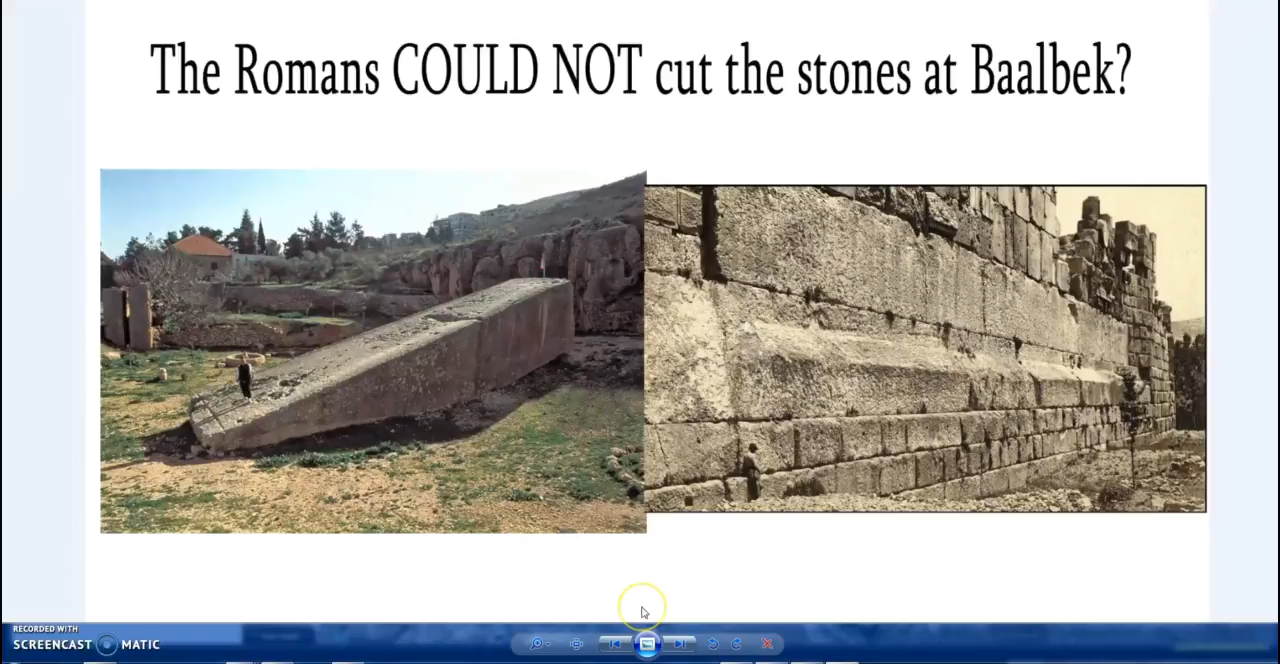 The Romans COULD NOT cut the stones at Baalbek?
RECORDED WITH
SCREENCAST MATIC